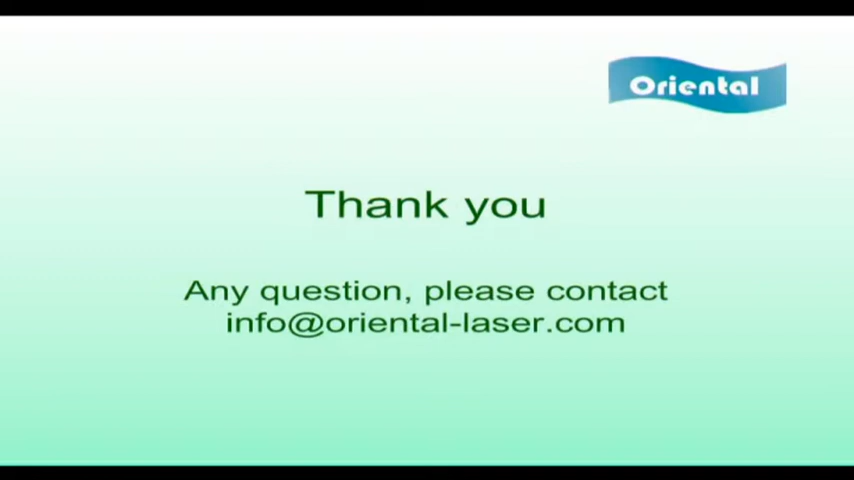 Oriental
Thank you
Any question, please contact
info@oriental-laser.com